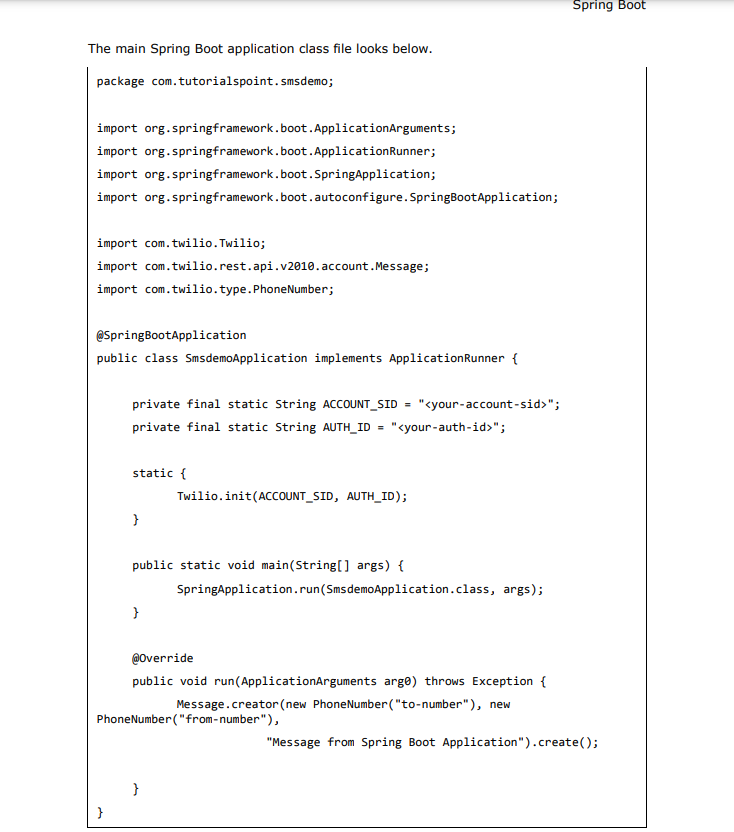 Spring Boot
The main Spring Boot application class file looks below.
package com.tutorialspoint.smsdemo;
import org.springframework.boot.ApplicationArguments;
import org.springframework.boot.ApplicationRunner;
import org.springframework.boot.SpringApplication;
import org.springframework.boot.autoconfigure.SpringBootApplication;
import com.twilio.Twilio;
import com.twilio.rest.api.v2010.account.Message;
import com.twilio.type.PhoneNumber;
@SpringBootApplication
public class SmsdemoApplication implements ApplicationRunner {
private final static String ACCOUNT_SID = "<your-account-sid>";
private final static String AUTH_ID = "<your-auth-id>";
static {
Twilio.init(ACCOUNT_SID, AUTH_ID);
}
public static void main(String[] args) {
SpringApplication.run(SmsdemoApplication.class, args);
}
@Override
public void run(ApplicationArguments arg0) throws Exception {
Message.creator(new PhoneNumber("to-number"), new
PhoneNumber("from-number"),
"Message from Spring Boot Application").create();
}
}